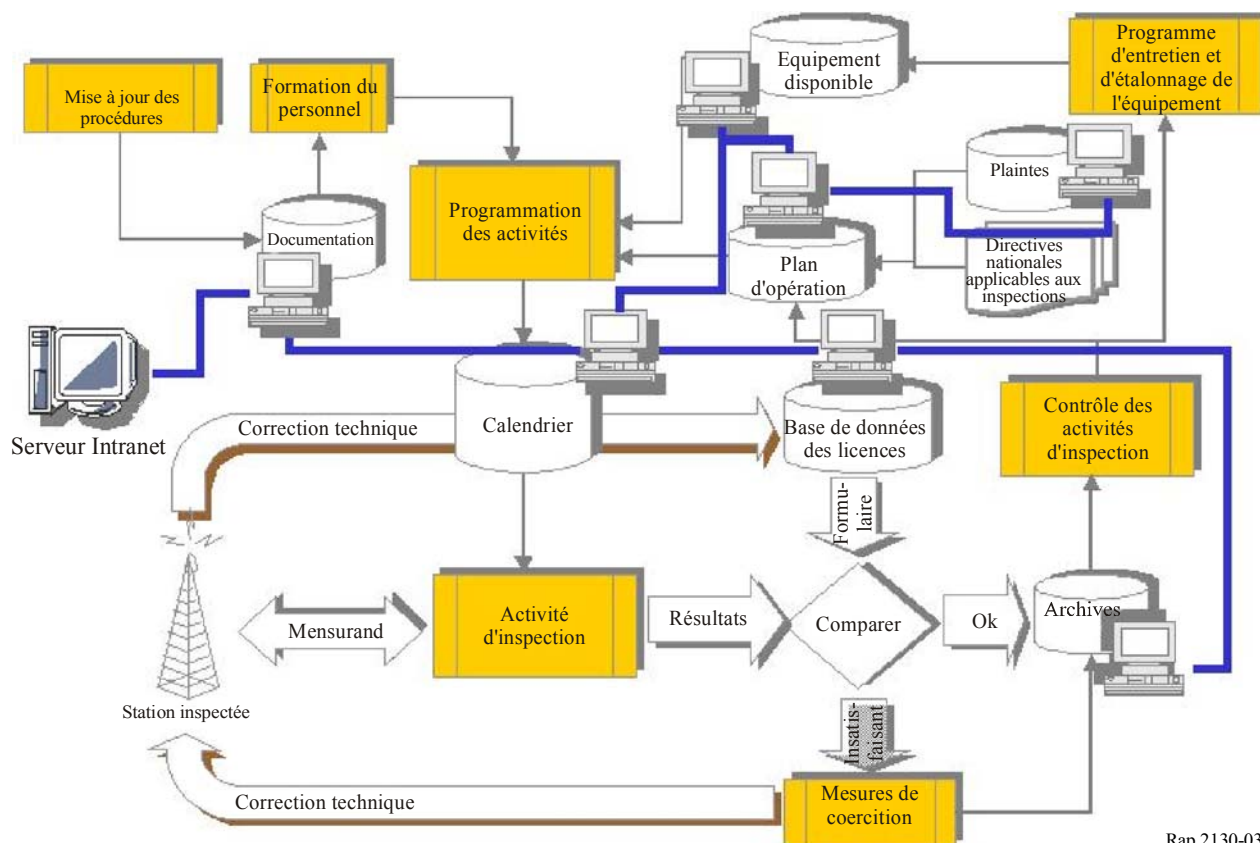 Programme
d'entretien et
d'étalonnage de
l'équipement
Equipement
disponible
Mise à jour des
procédures
Formation du
personnel
Plaintes
Programmation
des activités
Documentation
Directives
nationales
applicables aux
inspections
Plan
d'opération
Serveur Intranet
Correction technique
Calendrier
Base de données
des licences
Contrôle des
activités
d'inspection
Formu-
laire
Mensurand
Activité
d'inspection
Résultats
Comparer
Ok
Archives
Station inspectée
Insatis-
faisant
Correction technique
Mesures de
coercition
Rap 2130-03